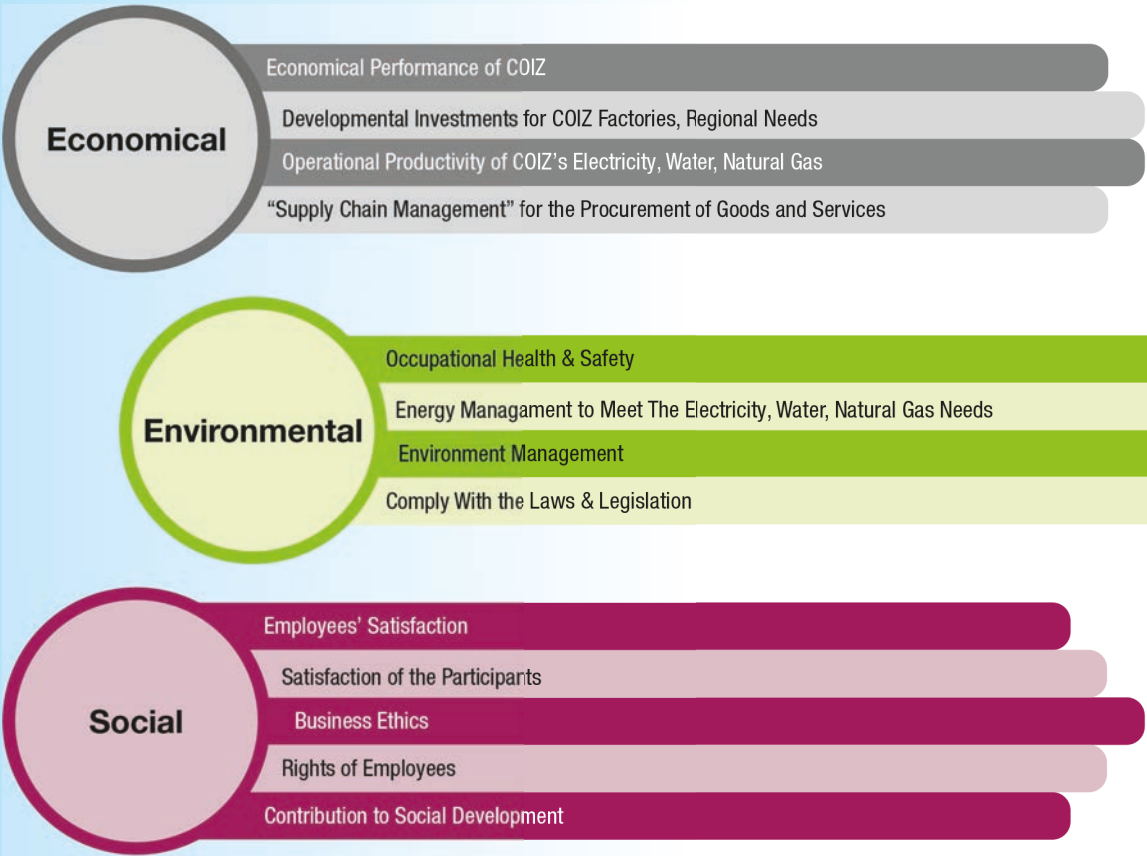 Economical
Economical Performance of COIZ
Developmental Investments for COIZ Factories, Regional Needs
Operational Productivity of COIZ’s Electricity, Water, Natural Gas
“Supply Chain Management” for the Procurement of Goods and Services
Environmental
Occupational Health & Safety
Energy Managament to Meet The Electricity, Water, Natural Gas Needs
Environment Management
Comply With the Laws & Legislation
Social
Employees’ Satisfaction
Satisfaction of the Participants
Business Ethics
Rights of Employees
Contribution to Social Development